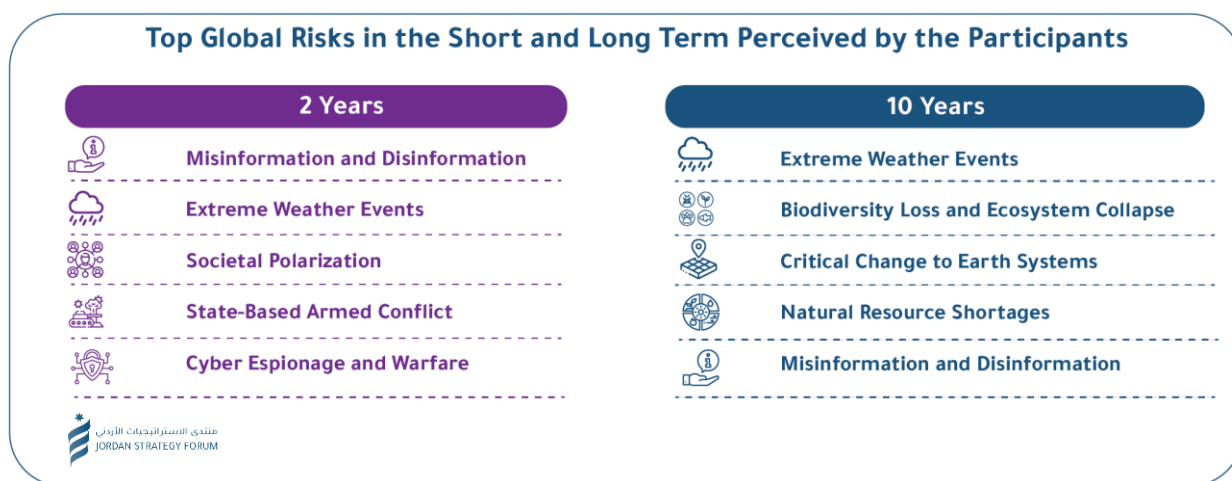 Top Global Risks in the Short and Long Term Perceived by the Participants
2 Years
Misinformation and Disinformation
Extreme Weather Events
Societal Polarization
State-Based Armed Conflict
Cyber Espionage and Warfare
10 Years
Extreme Weather Events
Biodiversity Loss and Ecosystem Collapse
Critical Change to Earth Systems
Natural Resource Shortages
Misinformation and Disinformation
منتدى الاستراتيجيات الأردني
JORDAN STRATEGY FORUM